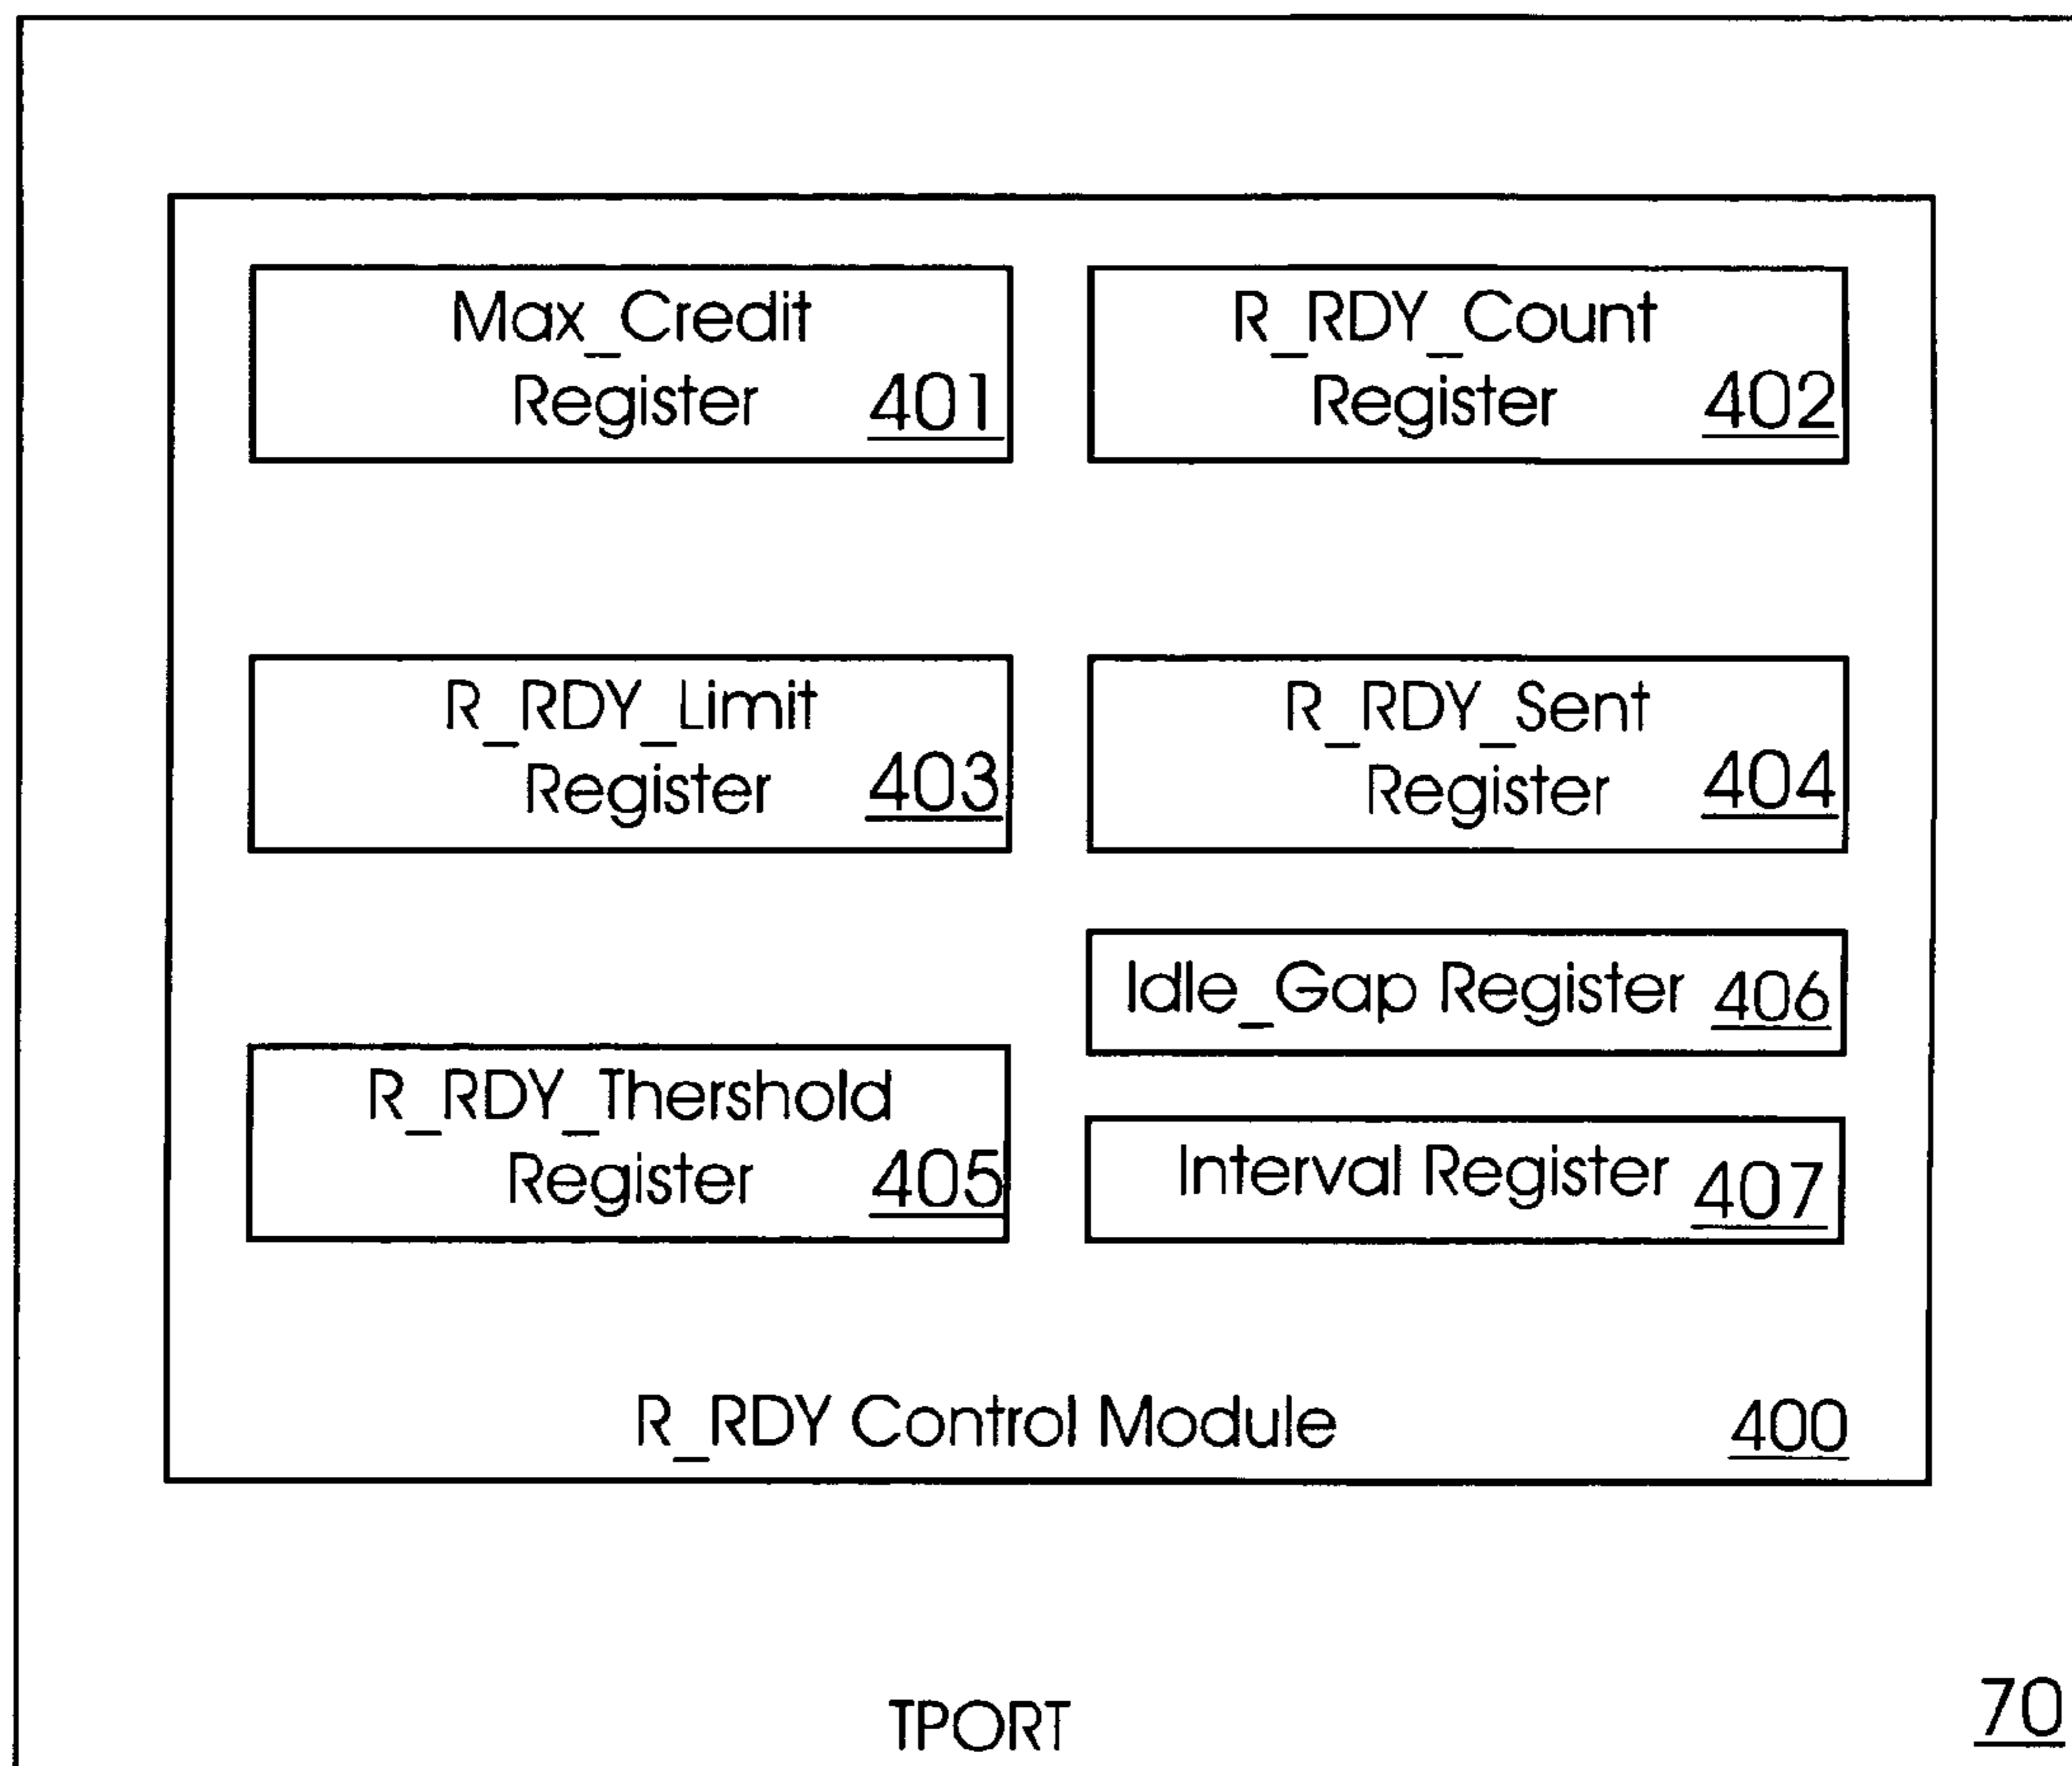 Max_Credit
Register 401
R_RDY_Count
Register 402
R_RDY_Limit
Register 403
R_RDY_Sent
Register 404
Idle_Gap Register 406
R_RDY_Thershold
Register 405
Interval Register 407
R_RDY Control Module 400
TPORT 70